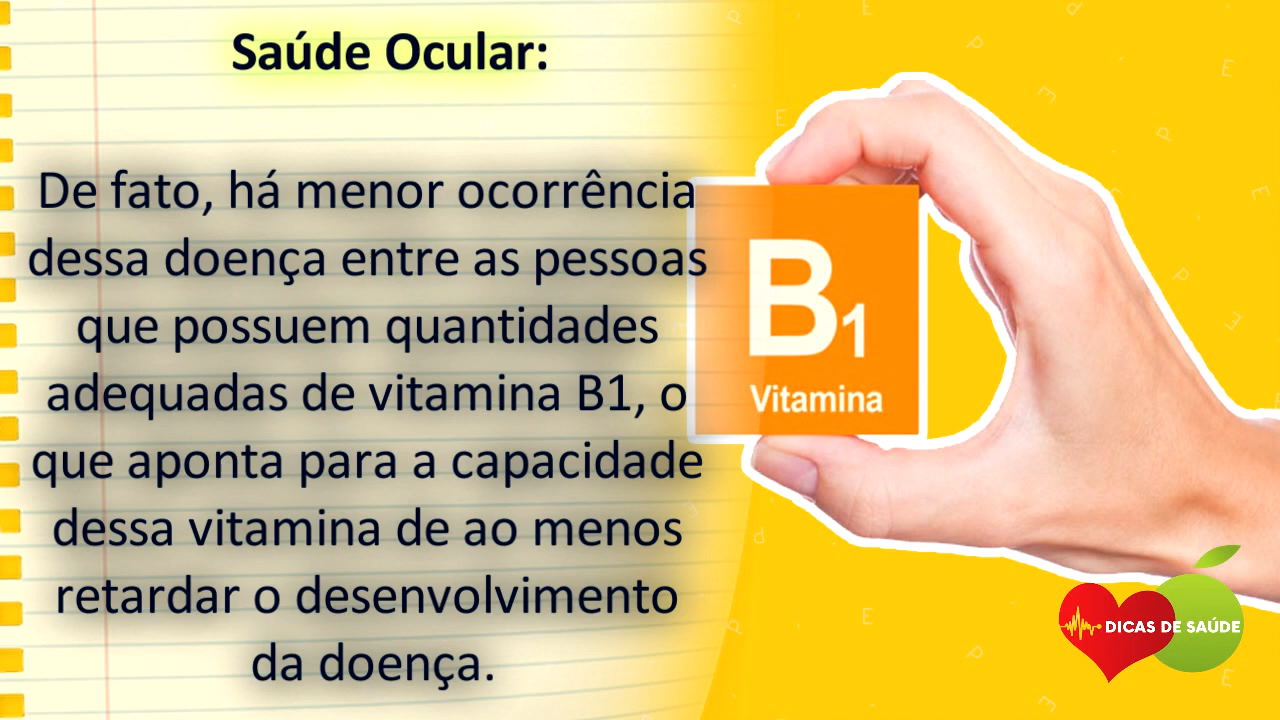 Saúde Ocular:
De fato, há menor ocorrência
dessa doença entre as pessoas
que possuem quantidades
adequadas de vitamina B1, o
que aponta para a capacidade
dessa vitamina de ao menos
retardar o desenvolvimento
da doença.
B1
Vitamina
DICAS DE SAÚDE